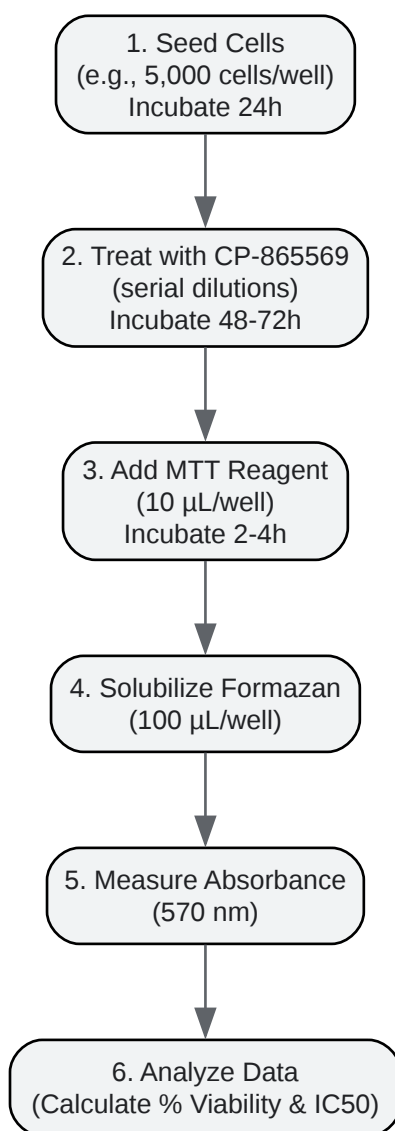 1. Seed Cells
(e.g., 5,000 cells/well)
Incubate 24h
2. Treat with CP-865569
(serial dilutions)
Incubate 48-72h
3. Add MTT Reagent
(10 µL/well)
Incubate 2-4h
4. Solubilize Formazan
(100 µL/well)
5. Measure Absorbance
(570 nm)
6. Analyze Data
(Calculate % Viability & IC50)